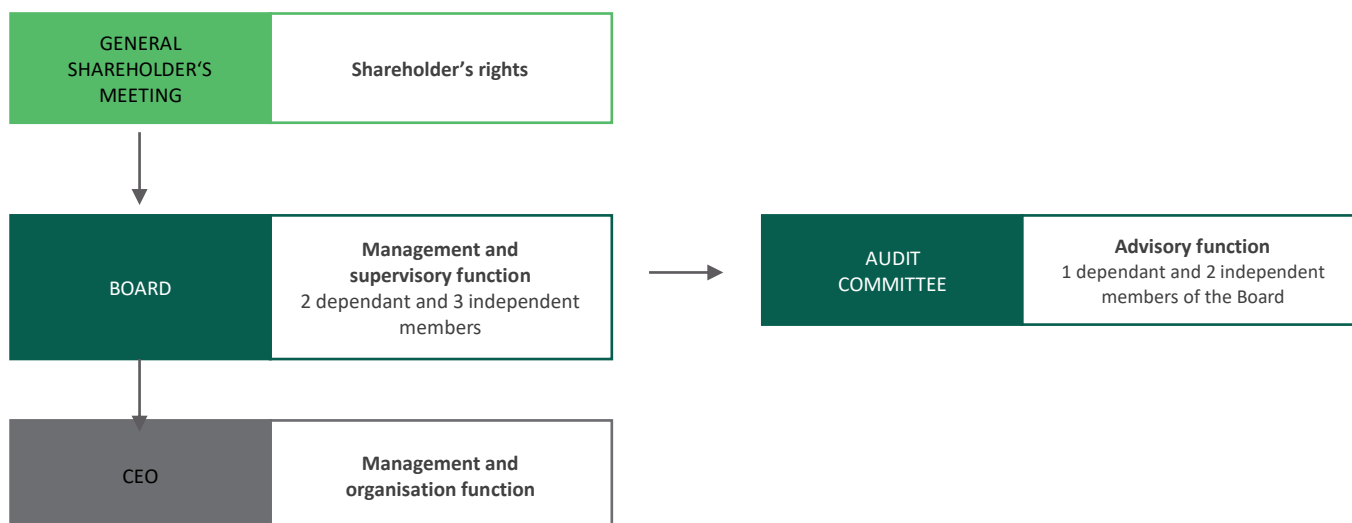 GENERAL
SHAREHOLDER‘S
MEETING
Shareholder’s rights
BOARD
Management and
supervisory function
2 dependant and 3 independent
members
AUDIT
COMMITTEE
Advisory function
1 dependant and 2 independent
members of the Board
CEO
Management and
organisation function